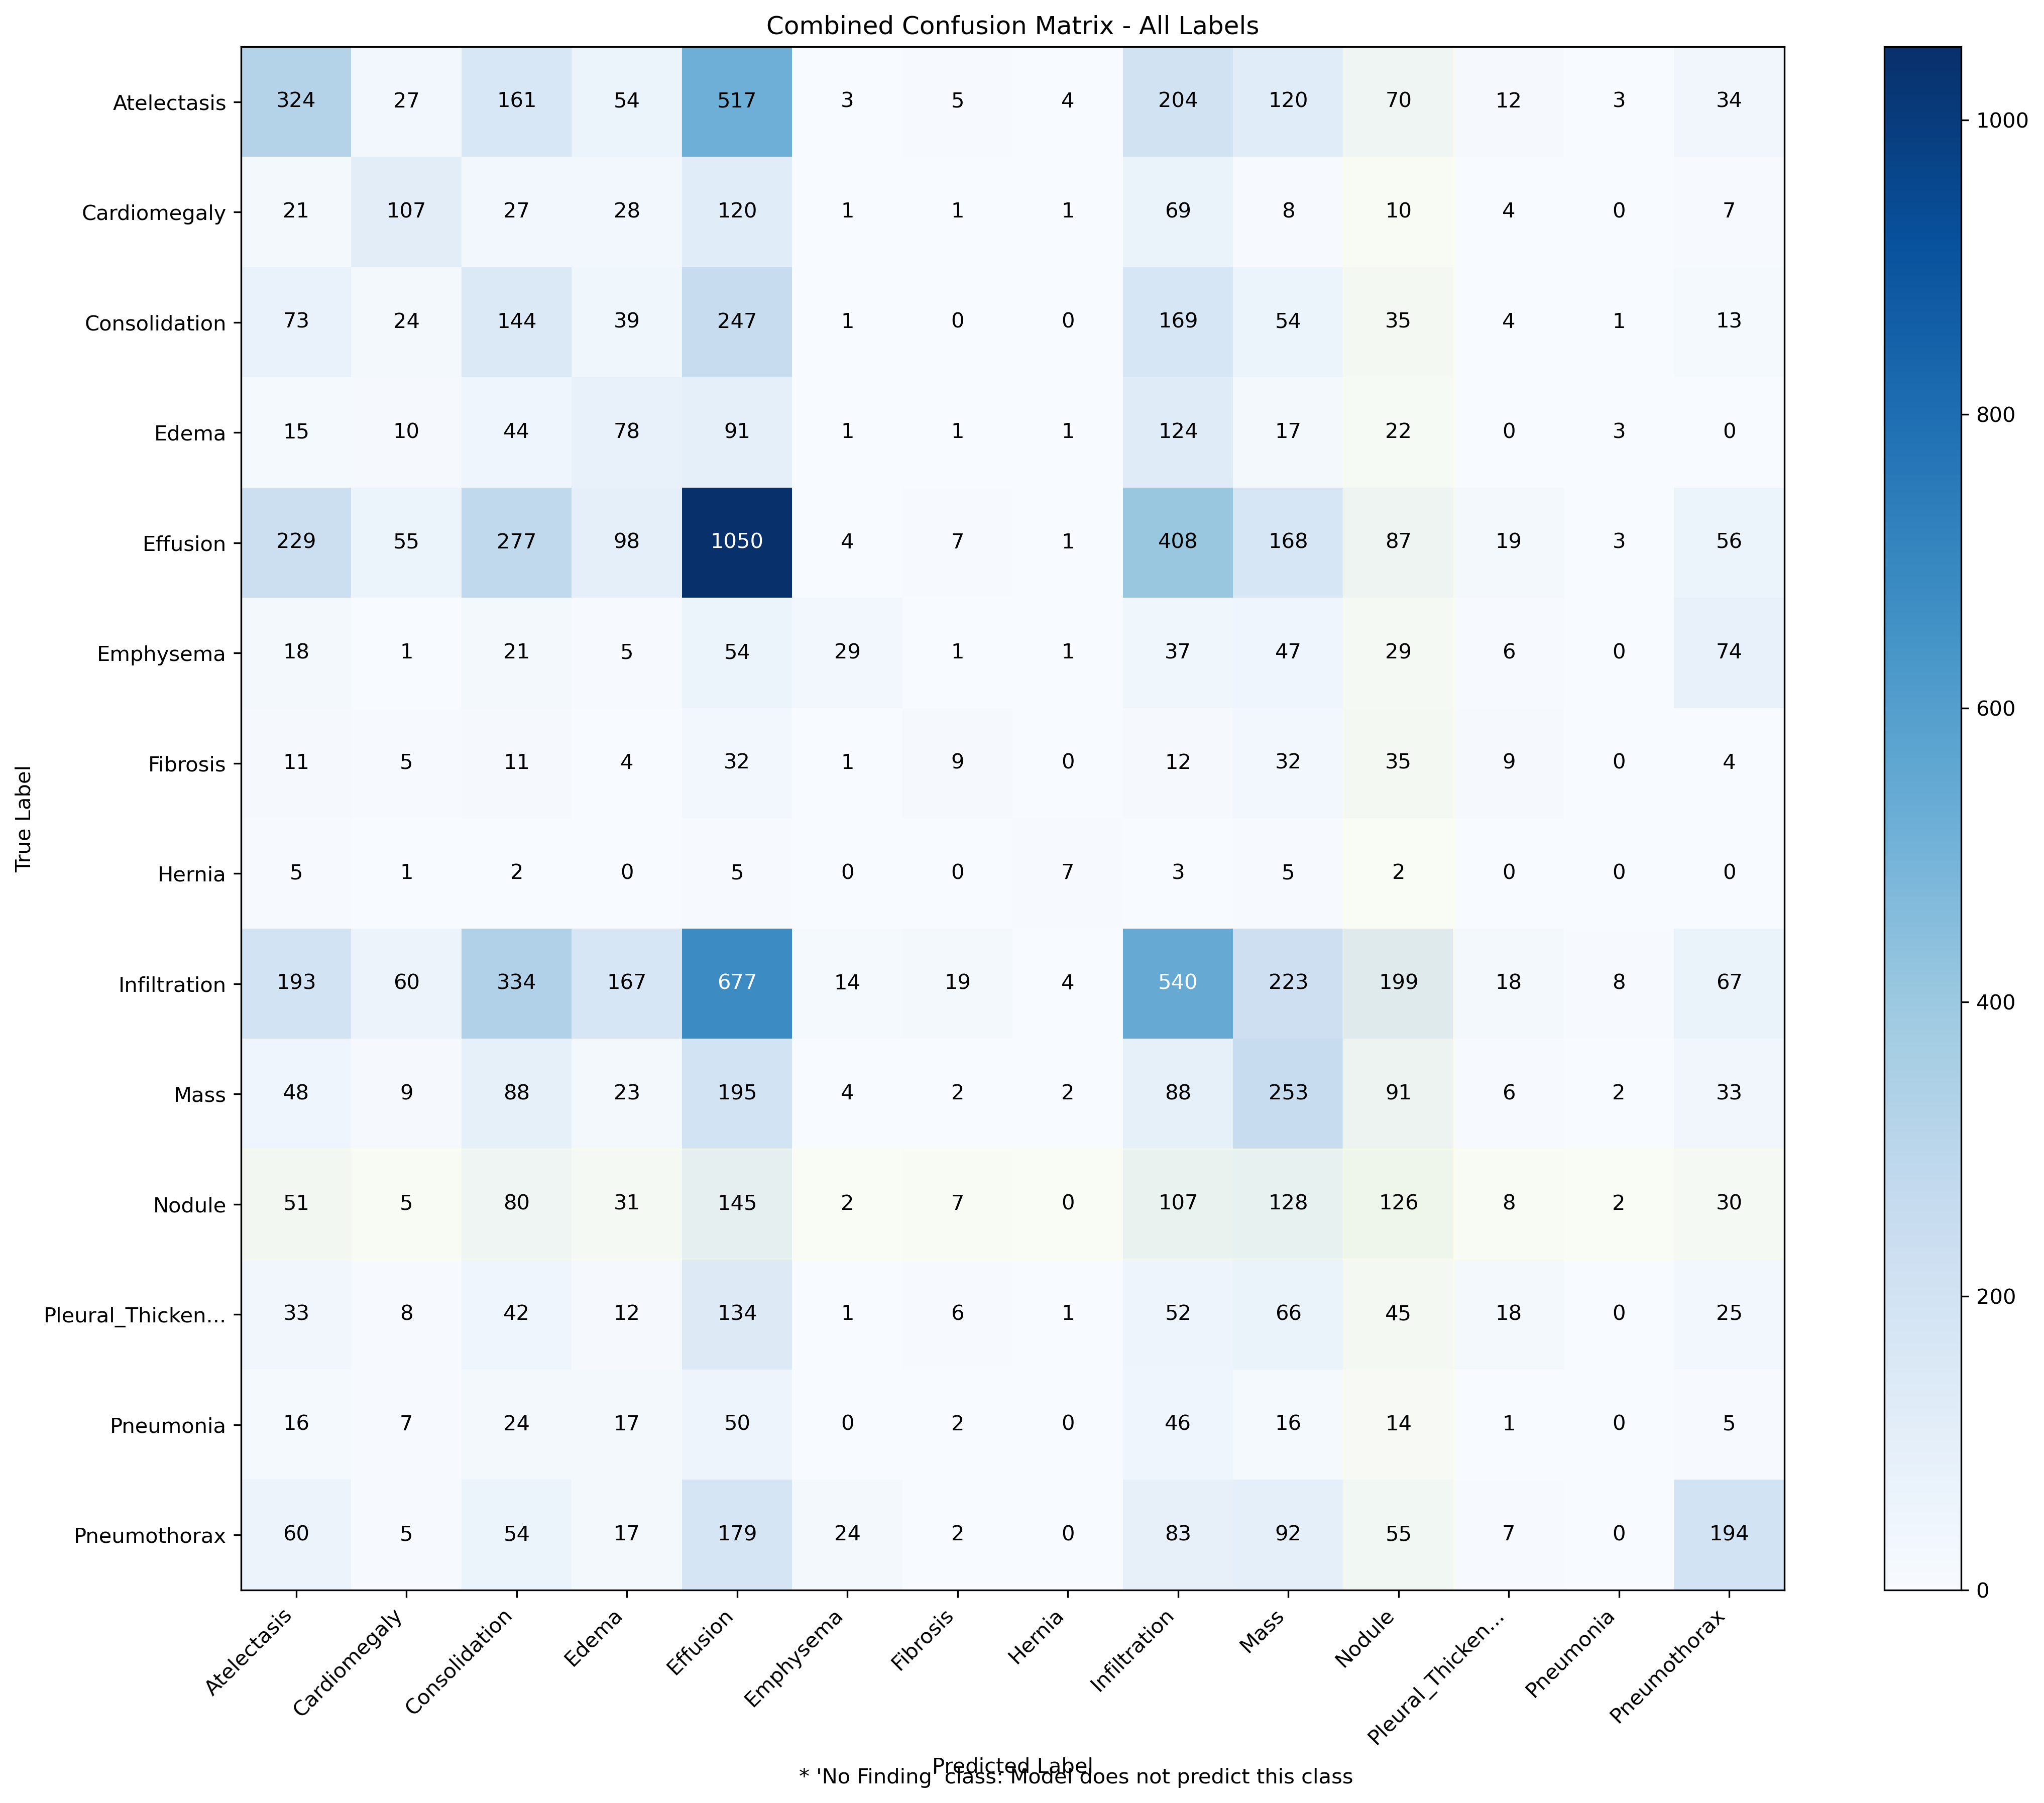 Combined Confusion Matrix - All Labels
Atelectasis 324 27 161 54 517 3 5 4 204 120 70 12 3 34
Cardiomegaly 21 107 27 28 120 1 1 1 69 8 10 4 0 7
Consolidation 73 24 144 39 247 1 0 0 169 54 35 4 1 13
Edema 15 10 44 78 91 1 1 1 124 17 22 0 3 0
Effusion 229 55 277 98 1050 4 7 1 408 168 87 19 3 56
Emphysema 18 1 21 5 54 29 1 1 37 47 29 6 0 74
Fibrosis 11 5 11 4 32 1 9 0 12 32 35 9 0 4
Hernia 5 1 2 0 5 0 0 7 3 5 2 0 0 0
Infiltration 193 60 334 167 677 14 19 4 540 223 199 18 8 67
Mass 48 9 88 23 195 4 2 2 88 253 91 6 2 33
Nodule 51 5 80 31 145 2 7 0 107 128 126 8 2 30
Pleural_Thicken... 33 8 42 12 134 1 6 1 52 66 45 18 0 25
Pneumonia 16 7 24 17 50 0 2 0 46 16 14 1 0 5
Pneumothorax 60 5 54 17 179 24 2 0 83 92 55 7 0 194
True Label
Atelectasis Cardiomegaly Consolidation Edema Effusion Emphysema Fibrosis Hernia Infiltration Mass Nodule Pleural_Thicken... Pneumonia Pneumothorax
Predicted Label
* 'No Finding' class: Model does not predict this class
1000
800
600
400
200
0